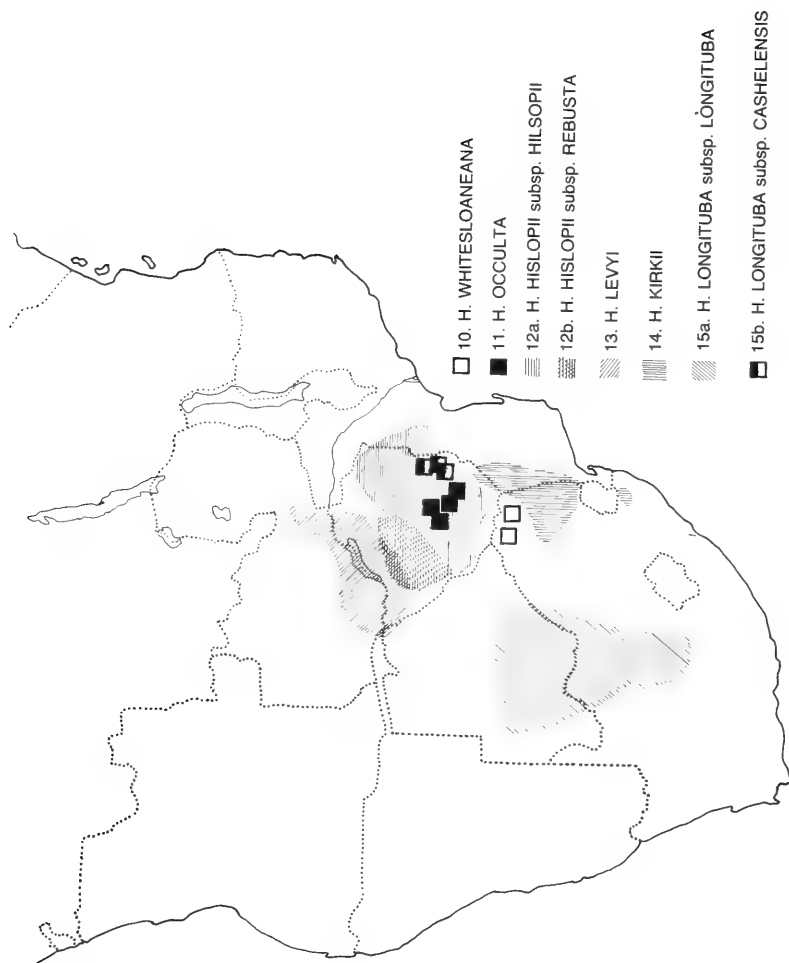 10. H. WHITESLOANEANA
11. H. OCCULTA
12a. H. HISLOPII subsp. HILSOPII
12b. H. HISLOPII subsp. REBUSTA
13. H. LEVYI
14. H. KIRKII
15a. H. LONGITUBA subsp. LÒNGITUBA
15b. H. LONGITUBA subsp. CASHELENSIS